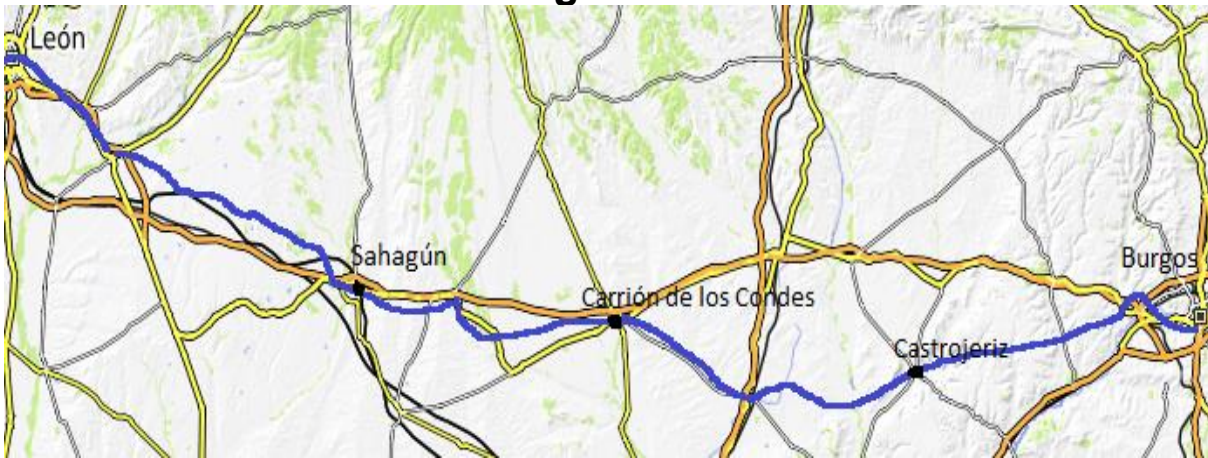 León
Sahagún
Burgos
Carrión de los Condes
Castrojeriz